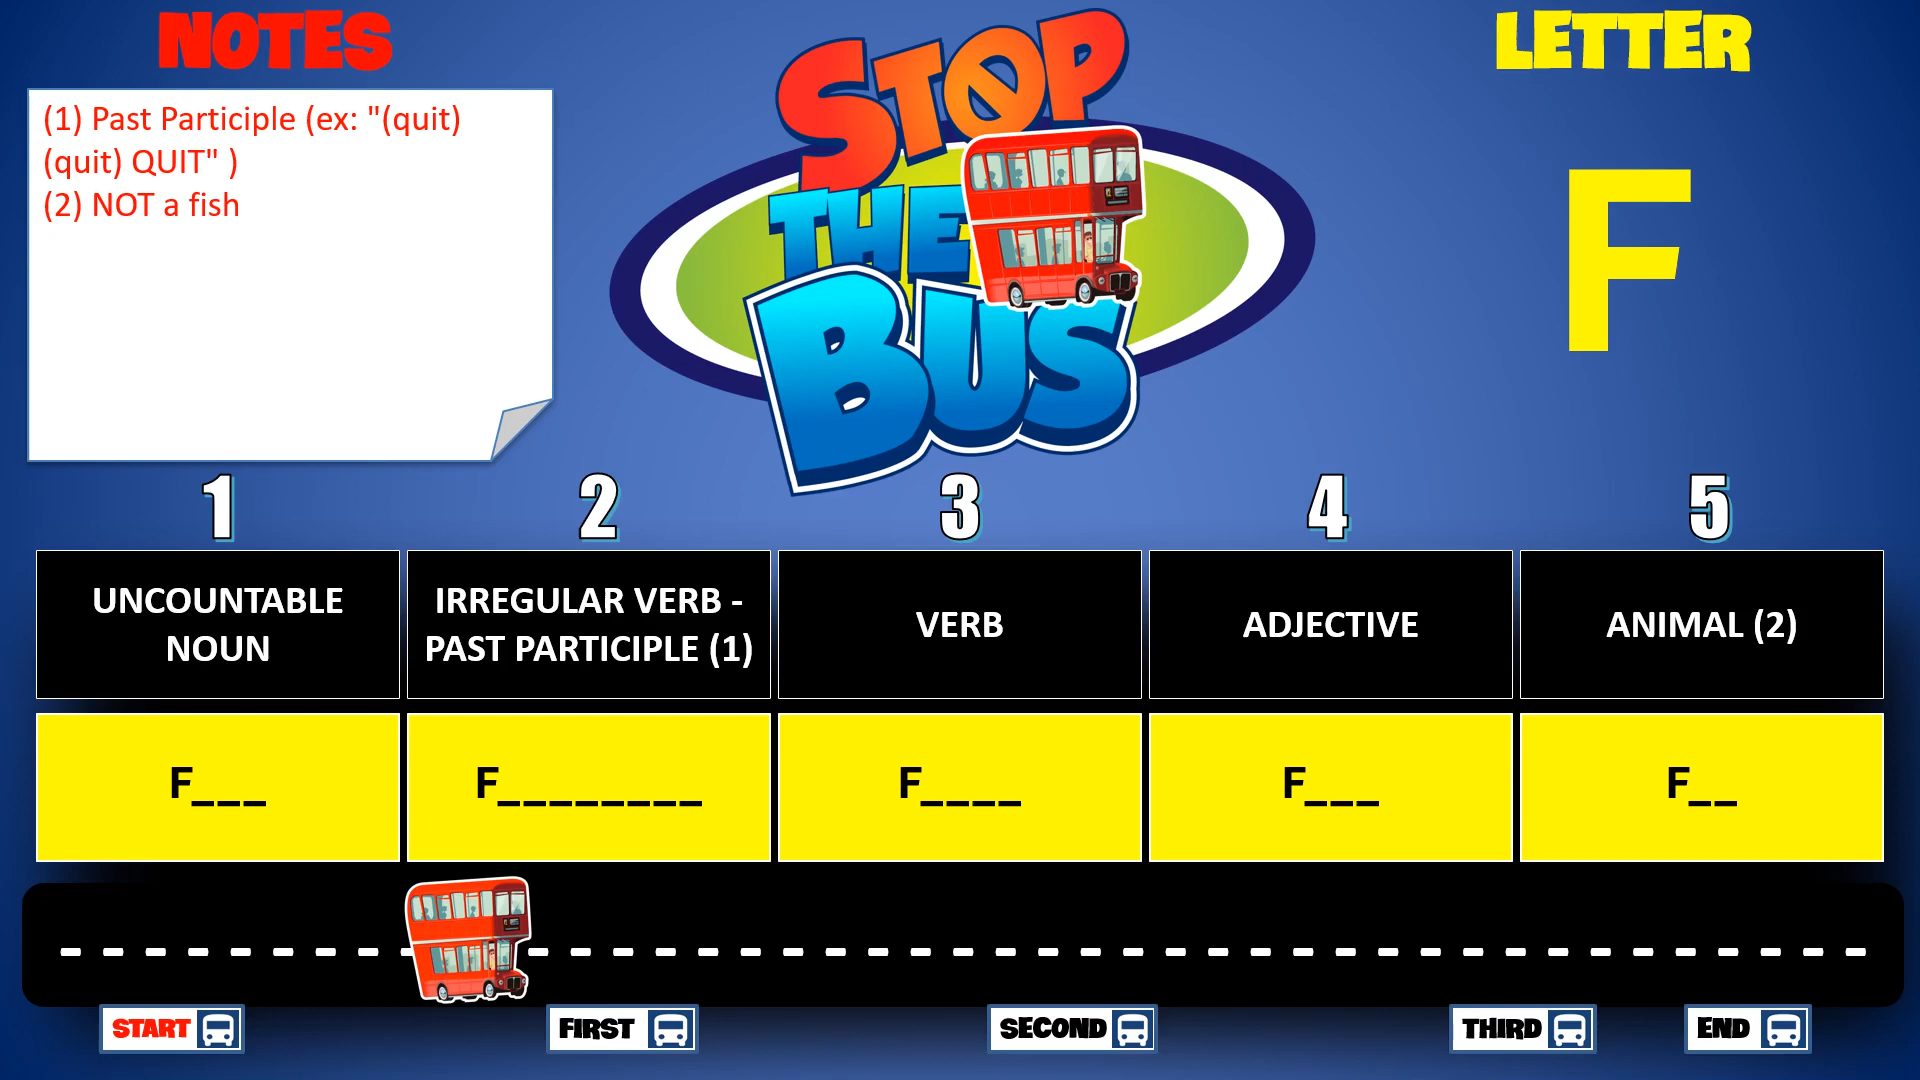 NOTES
(1) Past Participle (ex: "(quit)
(quit) QUIT" )
(2) NOT a fish
STOP
THE
BUS
LETTER
F
1
2
3
4
5
UNCOUNTABLE
NOUN
IRREGULAR VERB -
PAST PARTICIPLE (1)
VERB
ADJECTIVE
ANIMAL (2)
F___
F________
F____
F___
F__
START
FIRST
SECOND
THIRD
END